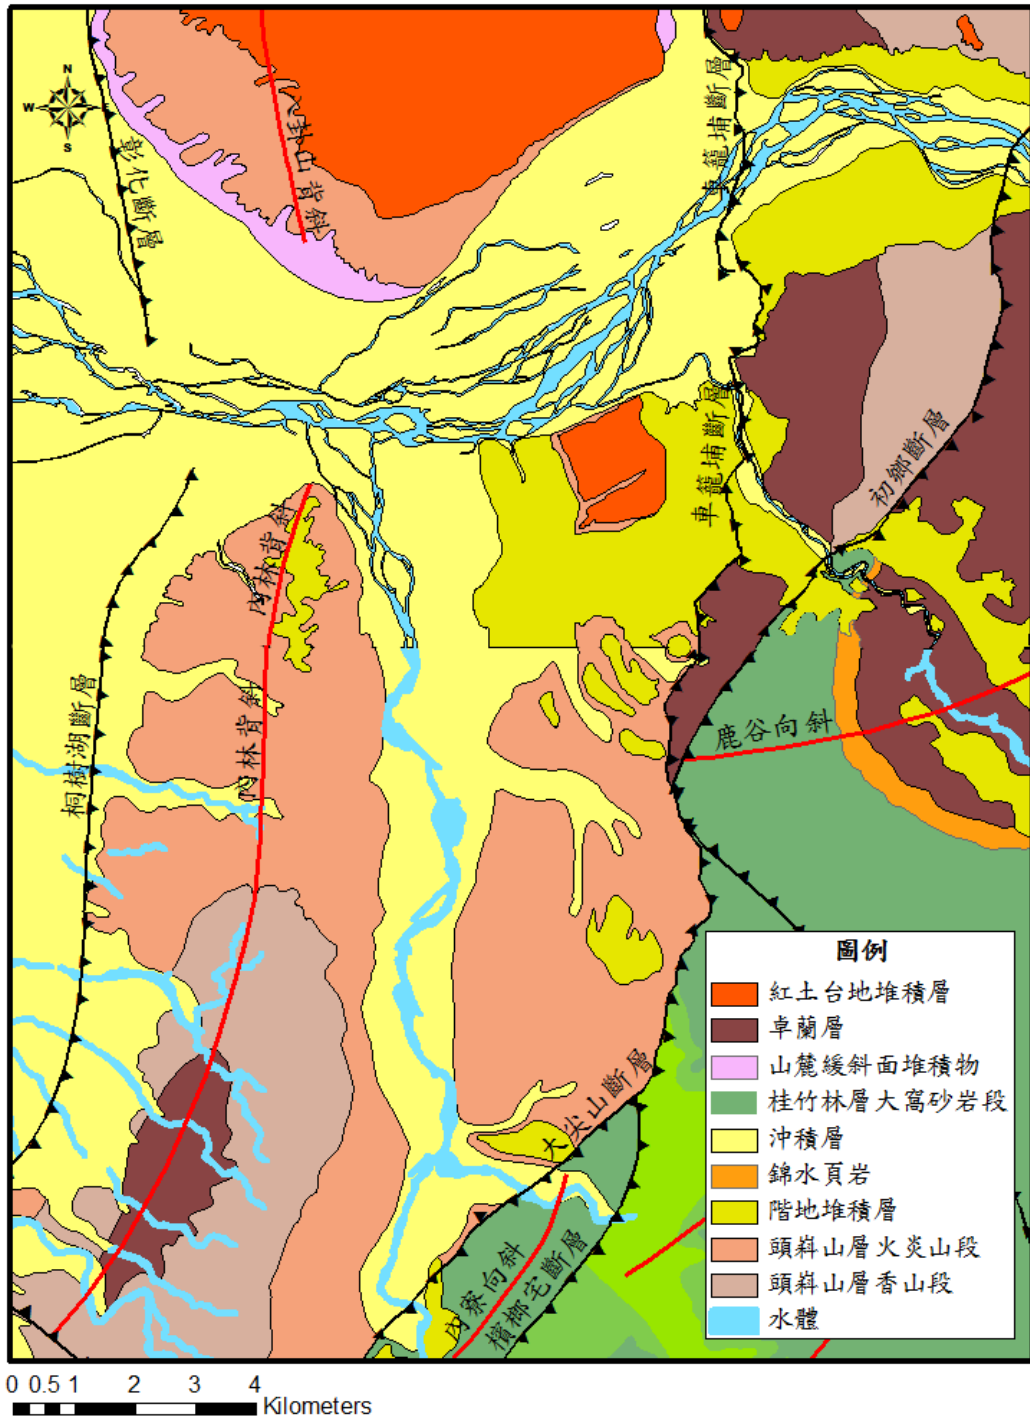 N
W E
S
彰化斷層
八卦山背斜
車籠埔斷層
車籠埔斷層
初鄉斷層
內林背斜
內林背斜
桐樹湖斷層
鹿谷向斜
大尖山斷層
內寮向斜
檳榔宅斷層
圖例
紅土台地堆積層
卓蘭層
山麓緩斜面堆積物
桂竹林層大窩砂岩段
沖積層
錦水頁岩
階地堆積層
頭嵙山層火炎山段
頭嵙山層香山段
水體
0 0.5 1 2 3 4
Kilometers